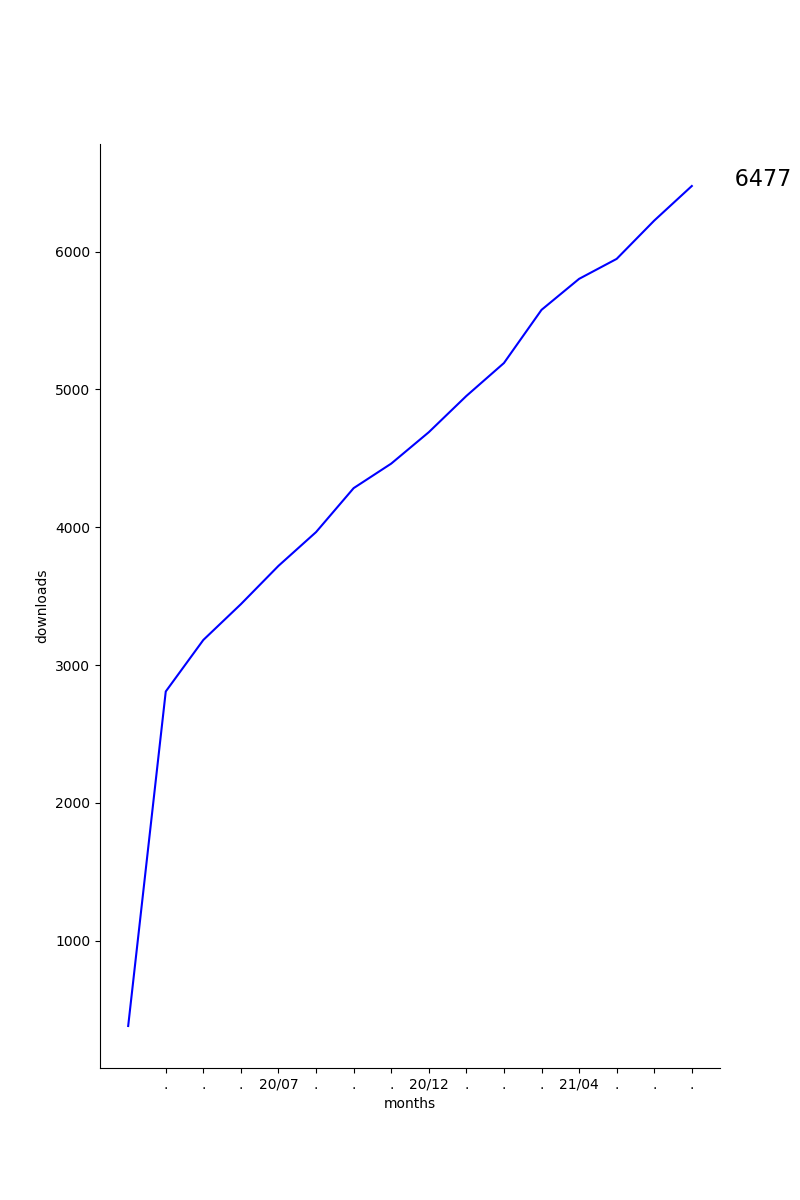 6477
6000
5000
4000
3000
2000
1000
downloads
. . . 20/07 . . . 20/12 . . . 21/04 . . .
months